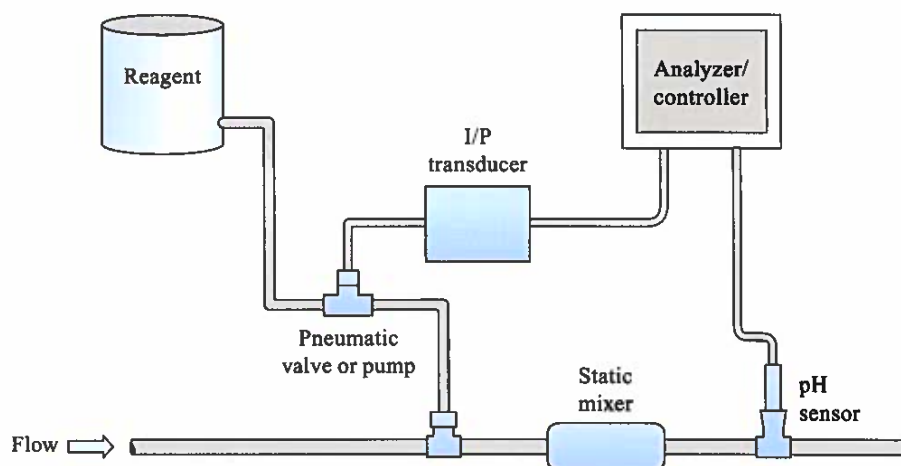 Reagent
Analyzer/
controller
I/P
transducer
Pneumatic
valve or pump
Static
mixer
pH
sensor
Flow